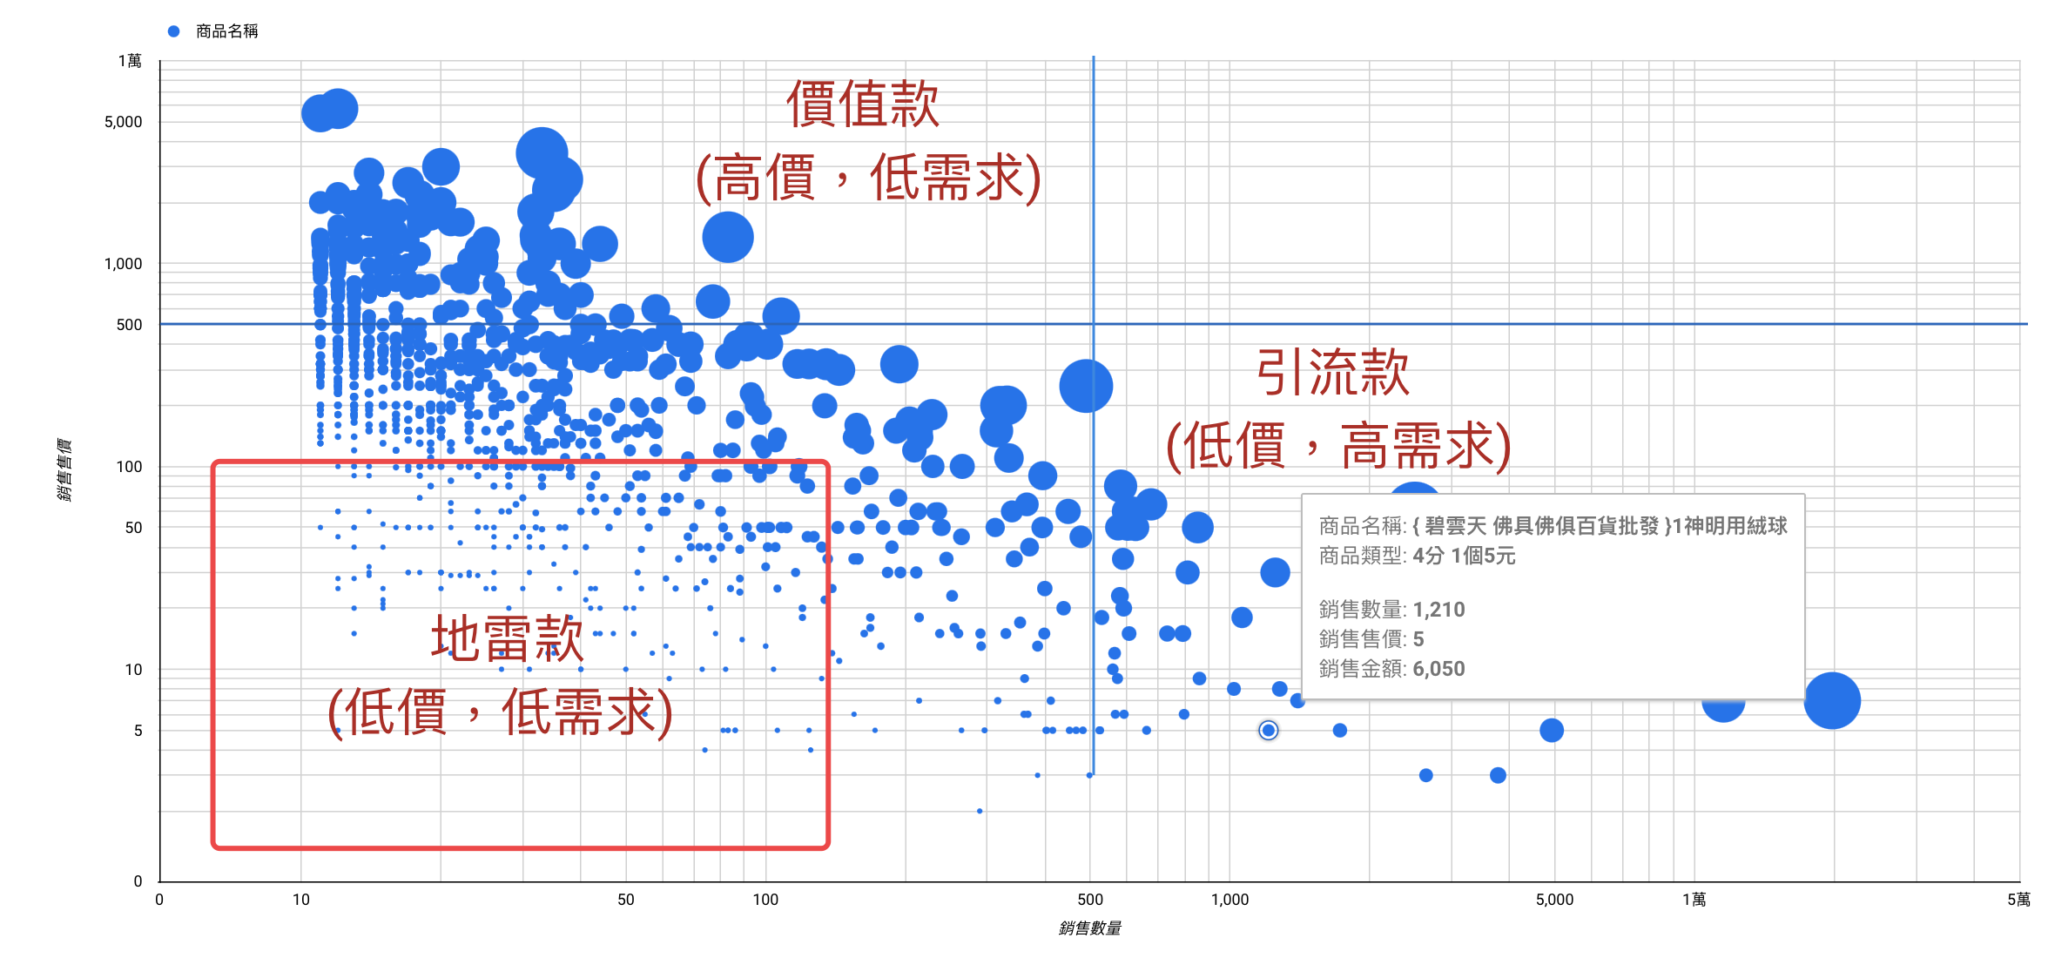 商品名稱
1萬
5,000
1,000
500
100
50
10
5
0
銷售售價
價值款
(高價，低需求)
引流款
(低價，高需求)
商品名稱: { 碧雲天 佛具佛俱百貨批發 }1神明用絨球
商品類型: 4分 1個5元
銷售數量: 1,210
銷售售價: 5
銷售金額: 6,050
地雷款
(低價，低需求)
0
10
50
100
500
1,000
5,000
1萬
5萬
銷售數量